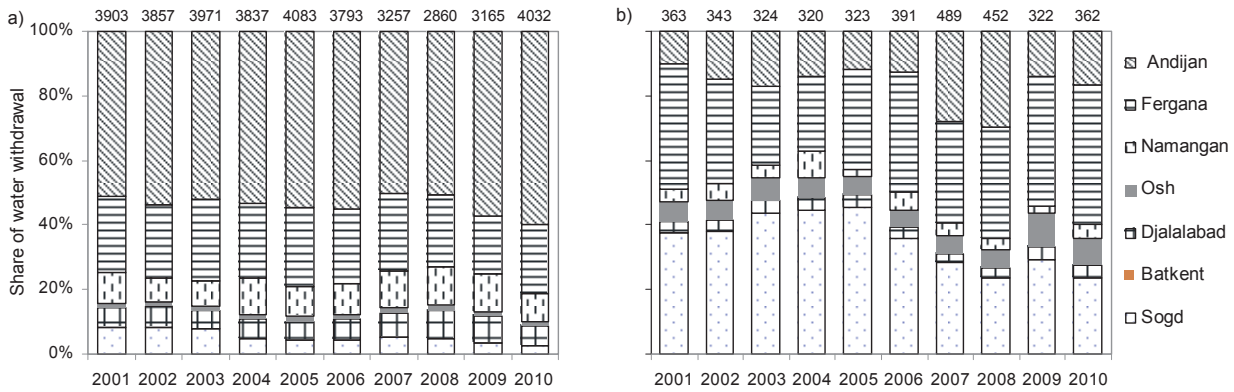 a) 3903 3857 3971 3837 4083 3793 3257 2860 3165 4032
b) 363 343 324 320 323 391 489 452 322 362
Share of water withdrawal
100%
80%
60%
40%
20%
0%
2001 2002 2003 2004 2005 2006 2007 2008 2009 2010
2001 2002 2003 2004 2005 2006 2007 2008 2009 2010
Andijan
Fergana
Namangan
Osh
Djalalabad
Batkent
Sogd